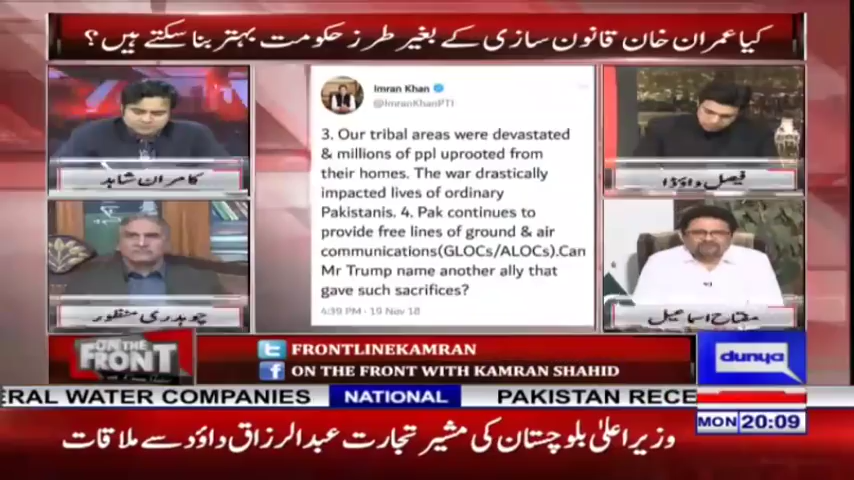 کیا عمران خان قانون سازی کے بغیر طرز حکومت بہتر بنا سکتے ہیں؟
کامران شاہد
Imran Khan
@ImranKhanPTI
3. Our tribal areas were devastated
& millions of ppl uprooted from
their homes. The war drastically
impacted lives of ordinary
Pakistanis. 4. Pak continues to
provide free lines of ground & air
communications(GLOCs/ALOCs).Can
Mr Trump name another ally that
gave such sacrifices?
4:39 PM · 19 Nov 18
فیصل واوڈا
چوہدری منظور
مفتاح اسماعیل
ON THE
FRONT
with Kamran Shahid
FRONTLINEKAMRAN
ON THE FRONT WITH KAMRAN SHAHID
dunya
ERAL WATER COMPANIES NATIONAL PAKISTAN RECE
MON 20:09
وزیراعلیٰ بلوچستان کی مشیر تجارت عبدالرزاق داؤد سے ملاقات